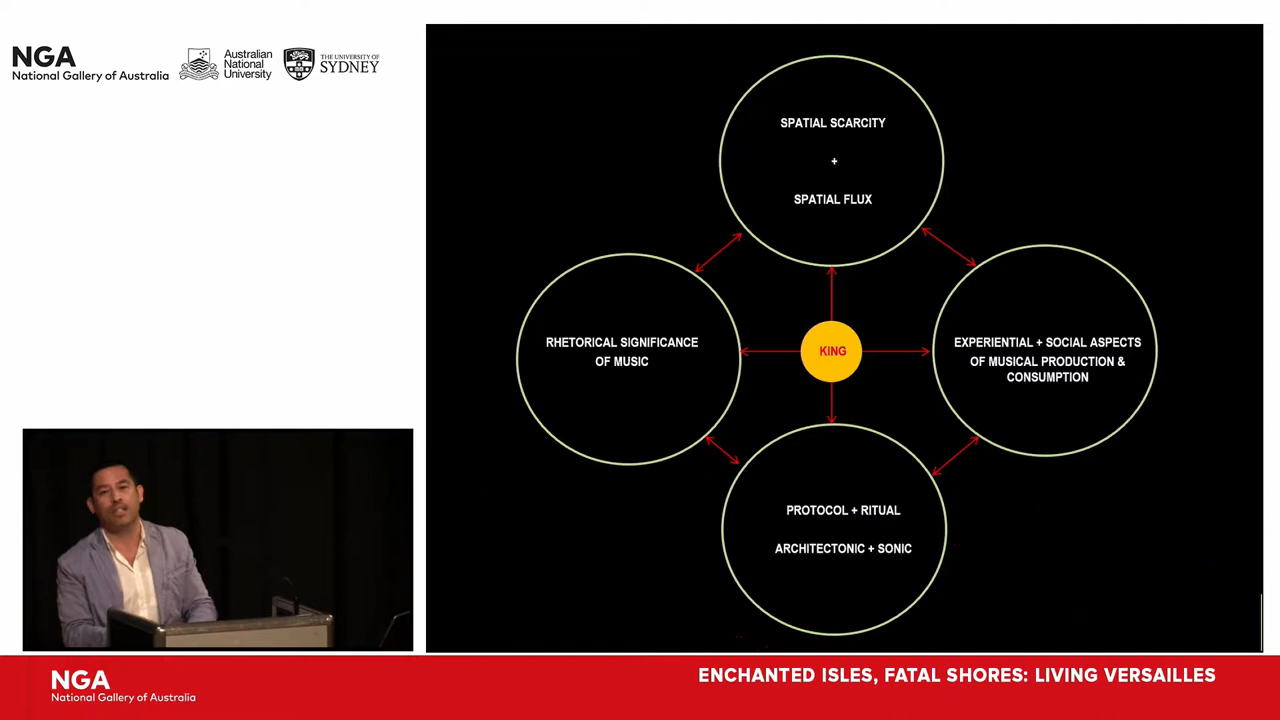 NGA
National Gallery of Australia
Australian
National
University
THE UNIVERSITY OF
SYDNEY
SPATIAL SCARCITY
+
SPATIAL FLUX
RHETORICAL SIGNIFICANCE
OF MUSIC
KING
EXPERIENTIAL + SOCIAL ASPECTS
OF MUSICAL PRODUCTION &
CONSUMPTION
PROTOCOL + RITUAL
ARCHITECTONIC + SONIC
NGA
National Gallery of Australia
ENCHANTED ISLES, FATAL SHORES: LIVING VERSAILLES